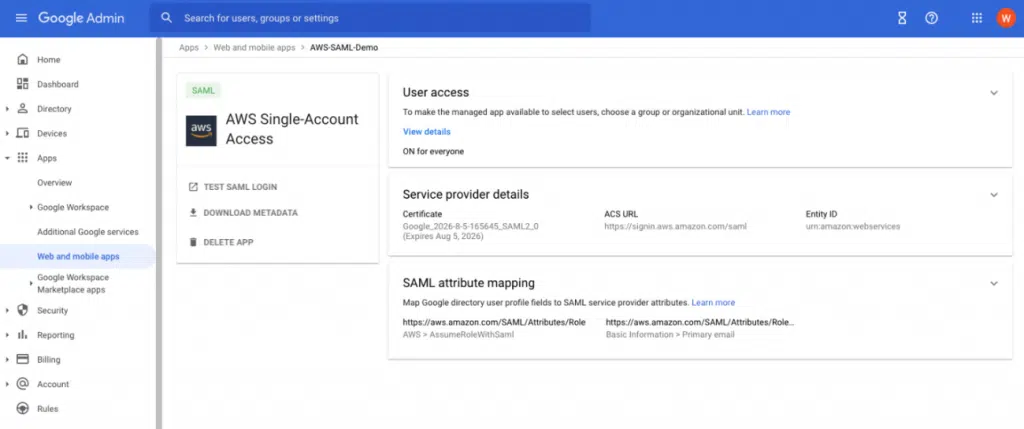 Google Admin
Search for users, groups or settings
W
Home
Dashboard
Directory
Devices
Apps
Overview
Google Workspace
Additional Google services
Web and mobile apps
Google Workspace
Marketplace apps
Security
Reporting
Billing
Account
Rules
Apps > Web and mobile apps > AWS-SAML-Demo
SAML
aws
AWS Single-Account
Access
TEST SAML LOGIN
DOWNLOAD METADATA
DELETE APP
User access
To make the managed app available to select users, choose a group or organizational unit. Learn more
View details
ON for everyone
Service provider details
Certificate
Google_2026-8-5-165645_SAML2_0
(Expires Aug 5, 2026)
ACS URL
https://signin.aws.amazon.com/saml
Entity ID
urn:amazon:webservices
SAML attribute mapping
Map Google directory user profile fields to SAML service provider attributes. Learn more
https://aws.amazon.com/SAML/Attributes/Role
AWS > AssumeRoleWithSaml
https://aws.amazon.com/SAML/Attributes/Role...
Basic Information > Primary email